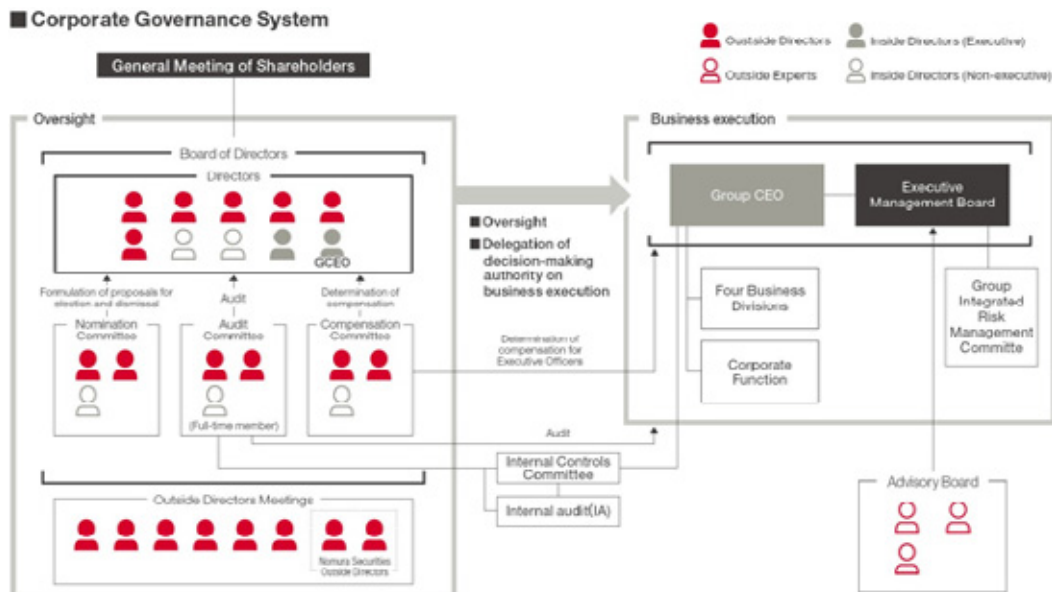 Corporate Governance System
Oustside Directors
Inside Directors (Executive)
Outside Experts
Inside Directors (Non-executive)
General Meeting of Shareholders
Oversight
Board of Directors
Directors
GCEO
Formulation of proposals for
election and dismissal
Audit
Determination of
compensation
Nomination
Committee
Audit
Committee
(Full-time member)
Compensation
Committee
Outside Directors Meetings
Nomura Securities
Outside Directors
Oversight
Delegation of
decision-making
authority on
business execution
Determination of
compensation for
Executive Officers
Audit
Internal Controls
Committee
Internal audit(IA)
Business execution
Group CEO
Executive
Management Board
Four Business
Divisions
Corporate
Function
Group
Integrated
Risk
Management
Committe
Advisory Board